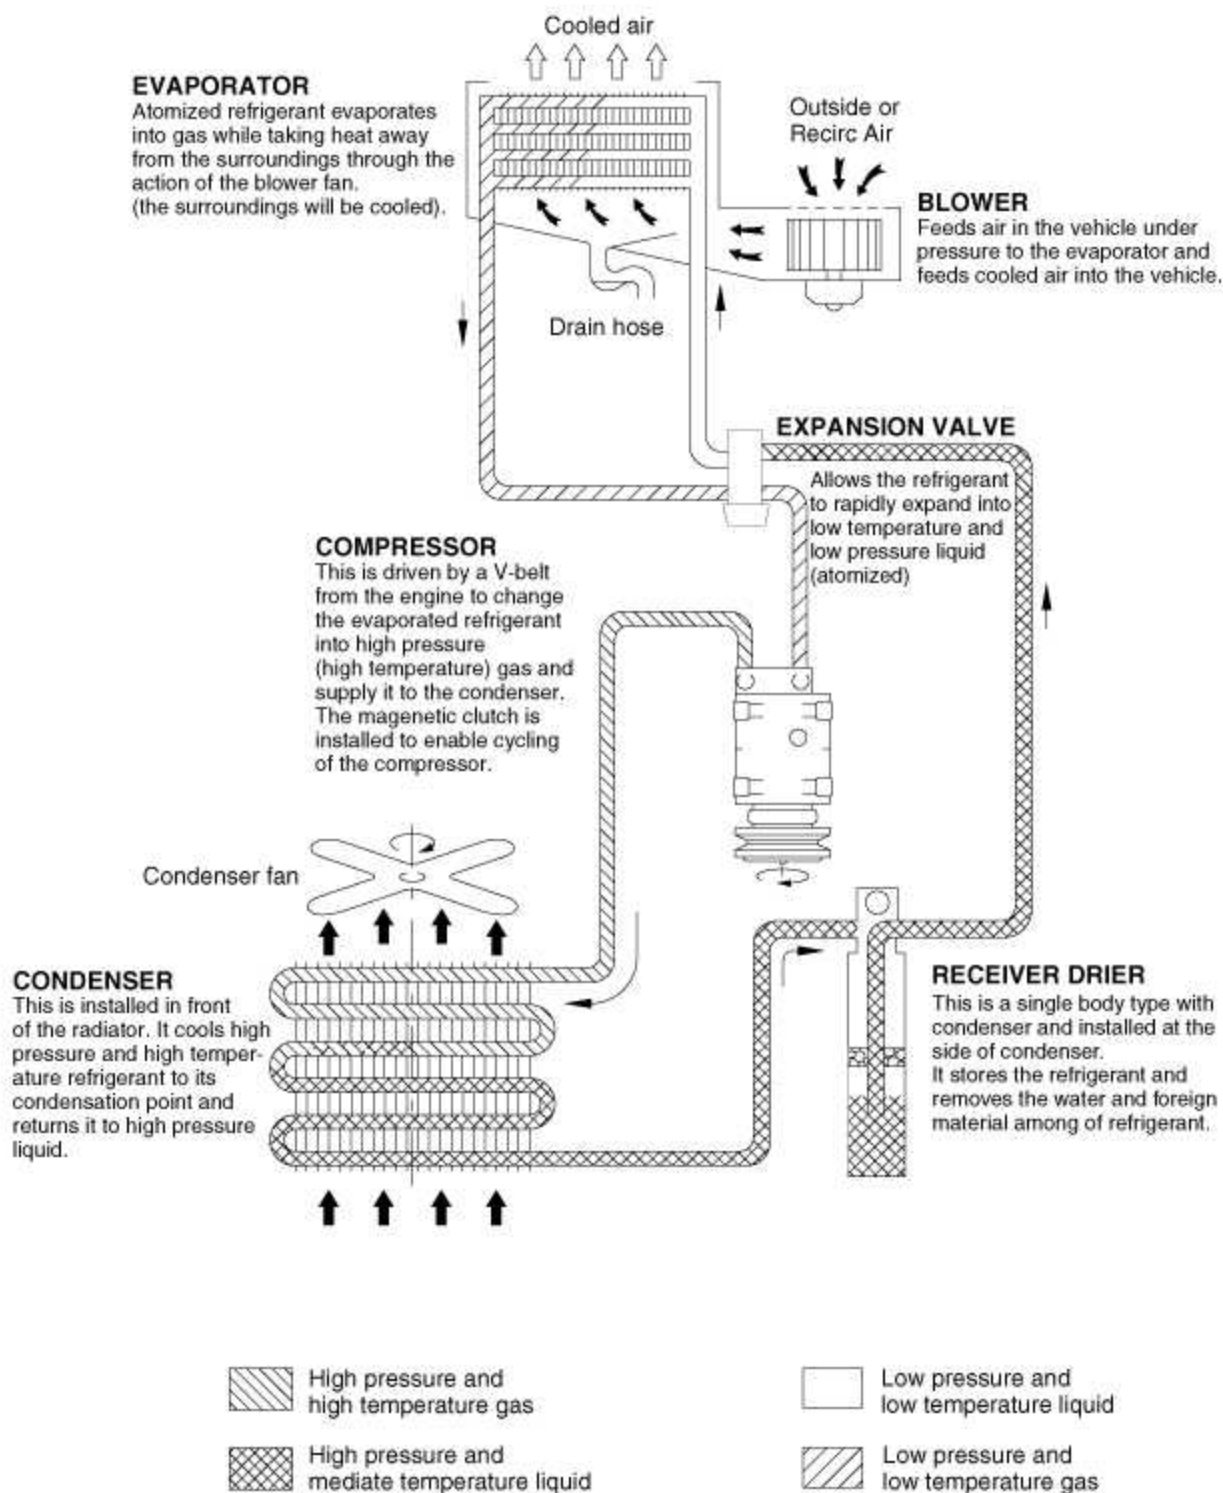 Cooled air
EVAPORATOR
Atomized refrigerant evaporates
into gas while taking heat away
from the surroundings through the
action of the blower fan.
(the surroundings will be cooled).
Outside or
Recirc Air
BLOWER
Feeds air in the vehicle under
pressure to the evaporator and
feeds cooled air into the vehicle.
Drain hose
EXPANSION VALVE
Allows the refrigerant
to rapidly expand into
low temperature and
low pressure liquid
(atomized)
COMPRESSOR
This is driven by a V-belt
from the engine to change
the evaporated refrigerant
into high pressure
(high temperature) gas and
supply it to the condenser.
The magenetic clutch is
installed to enable cycling
of the compressor.
Condenser fan
CONDENSER
This is installed in front
of the radiator. It cools high
pressure and high temper-
ature refrigerant to its
condensation point and
returns it to high pressure
liquid.
RECEIVER DRIER
This is a single body type with
condenser and installed at the
side of condenser.
It stores the refrigerant and
removes the water and foreign
material among of refrigerant.
High pressure and
high temperature gas
Low pressure and
low temperature liquid
High pressure and
mediate temperature liquid
Low pressure and
low temperature gas